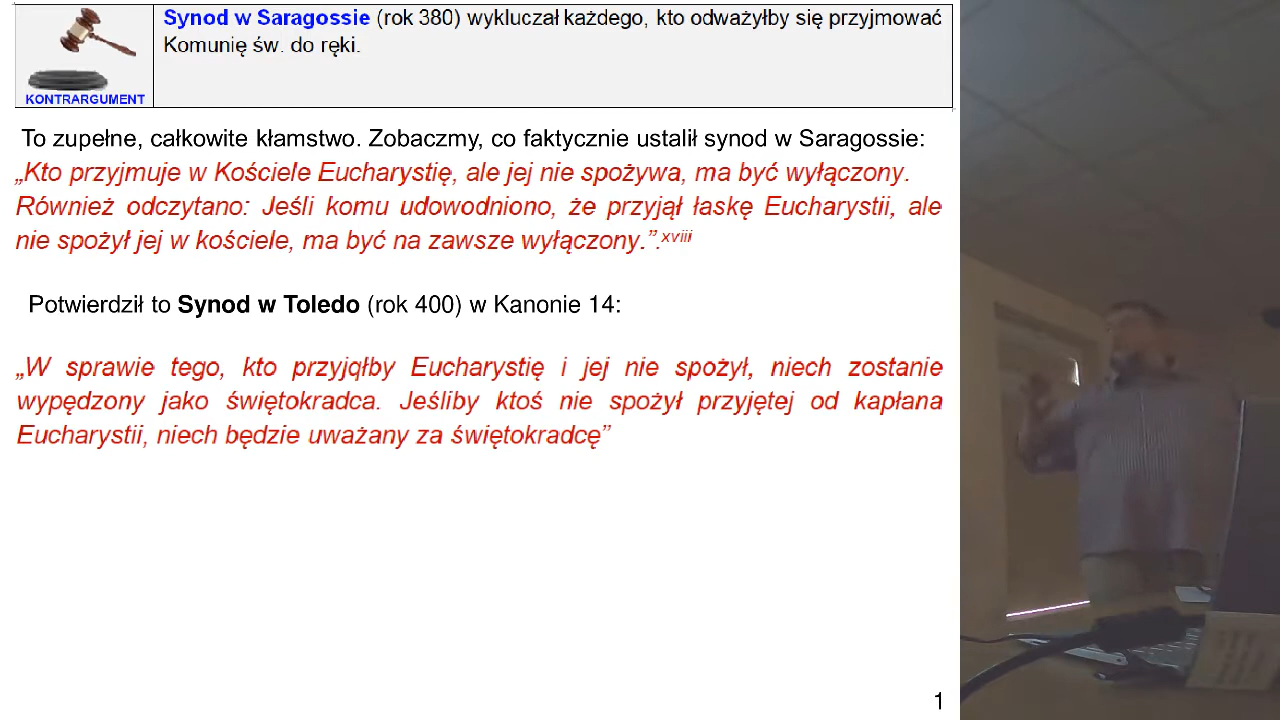 Synod w Saragossie (rok 380) wykluczał każdego, kto odważyłby się przyjmować
Komunię św. do ręki.
KONTRARGUMENT
To zupełne, całkowite kłamstwo. Zobaczmy, co faktycznie ustalił synod w Saragossie:
„Kto przyjmuje w Kościele Eucharystię, ale jej nie spożywa, ma być wyłączony.
Również odczytano: Jeśli komu udowodniono, że przyjął łaskę Eucharystii, ale
nie spożył jej w kościele, ma być na zawsze wyłączony.”.xviii
Potwierdził to Synod w Toledo (rok 400) w Kanonie 14:
„W sprawie tego, kto przyjąłby Eucharystię i jej nie spożył, niech zostanie
wypędzony jako świętokradca. Jeśliby ktoś nie spożył przyjętej od kapłana
Eucharystii, niech będzie uważany za świętokradcę”
1